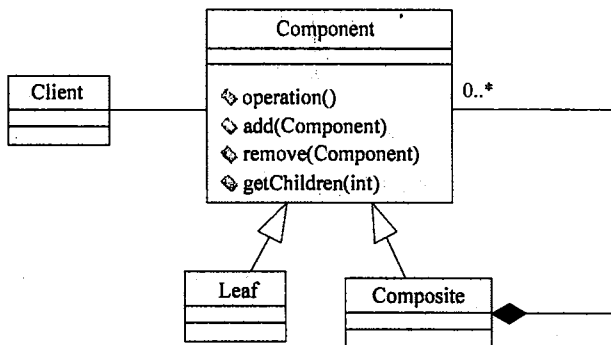 Component
Client
operation()
0..*
add(Component)
remove(Component)
getChildren(int)
Leaf
Composite